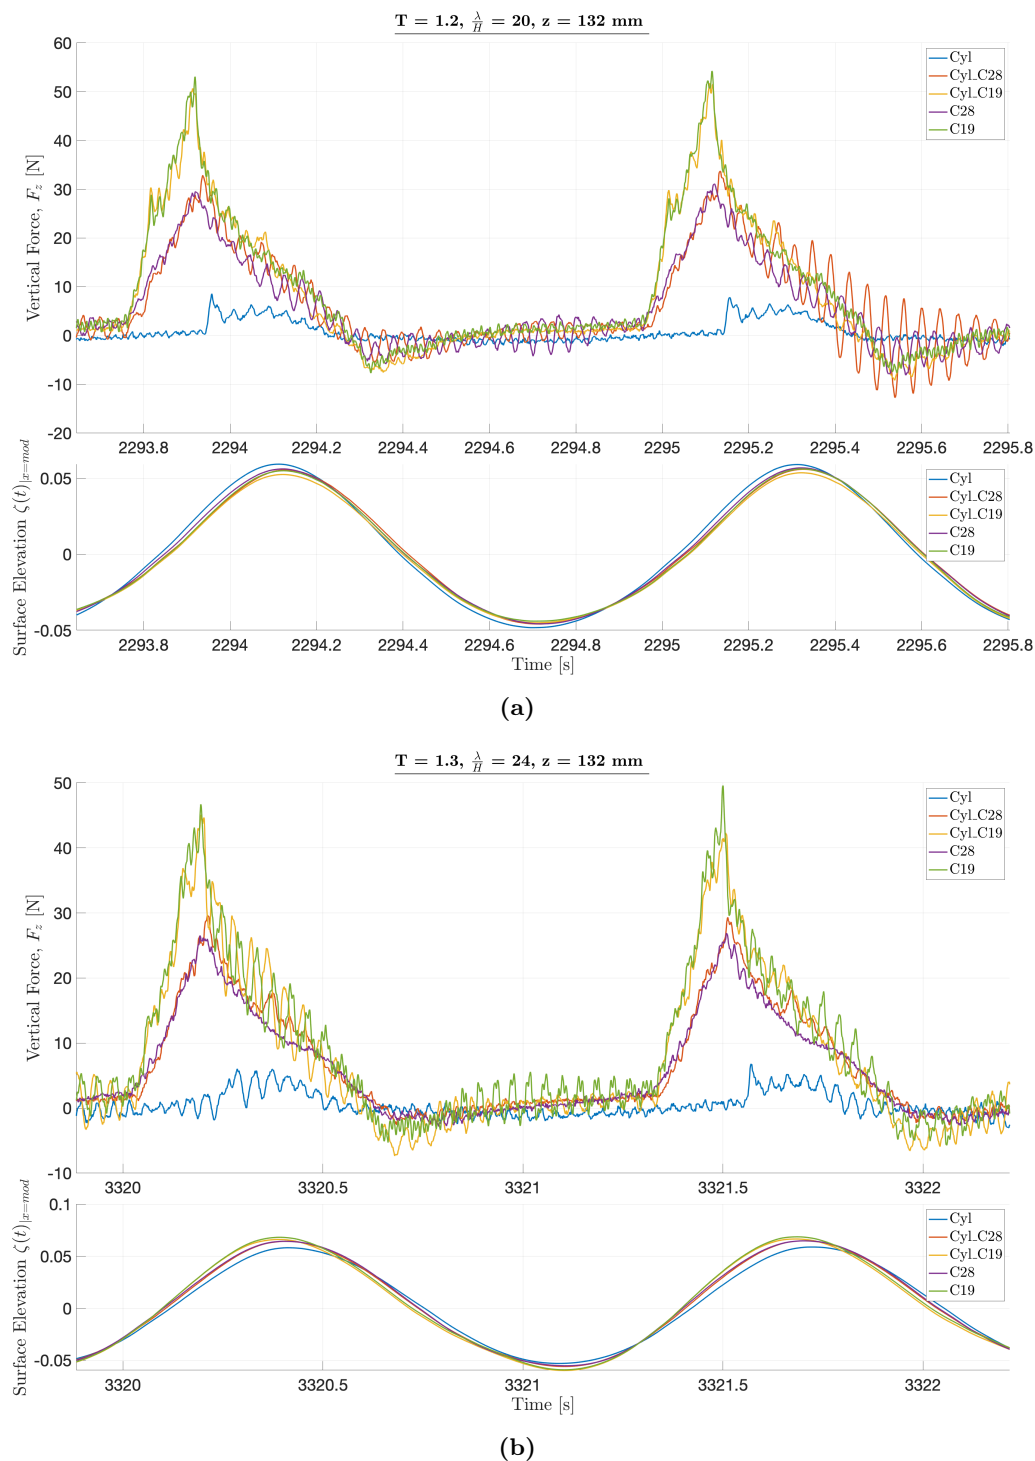 T = 1.2, λ/H = 20, z = 132 mm
60
50
40
30
20
10
0
-10
-20
Vertical Force, F_z [N]
Cyl
Cyl_C28
Cyl_C19
C28
C19
2293.8 2294 2294.2 2294.4 2294.6 2294.8 2295 2295.2 2295.4 2295.6 2295.8
0.05
0
-0.05
Surface Elevation ζ(t)|x=mod
Cyl
Cyl_C28
Cyl_C19
C28
C19
2293.8 2294 2294.2 2294.4 2294.6 2294.8 2295 2295.2 2295.4 2295.6 2295.8
Time [s]
(a)
T = 1.3, λ/H = 24, z = 132 mm
50
40
30
20
10
0
-10
Vertical Force, F_z [N]
Cyl
Cyl_C28
Cyl_C19
C28
C19
3320 3320.5 3321 3321.5 3322
0.1
0.05
0
-0.05
Surface Elevation ζ(t)|x=mod
Cyl
Cyl_C28
Cyl_C19
C28
C19
3320 3320.5 3321 3321.5 3322
Time [s]
(b)